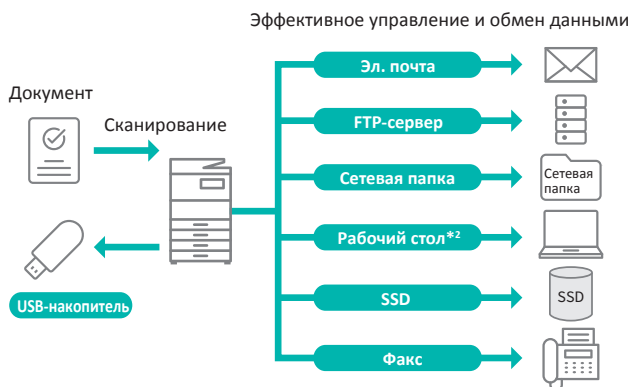 Эффективное управление и обмен данными
Документ
Сканирование
USB-накопитель
Эл. почта
FTP-сервер
Сетевая папка
Сетевая
папка
Рабочий стол*²
SSD
SSD
Факс